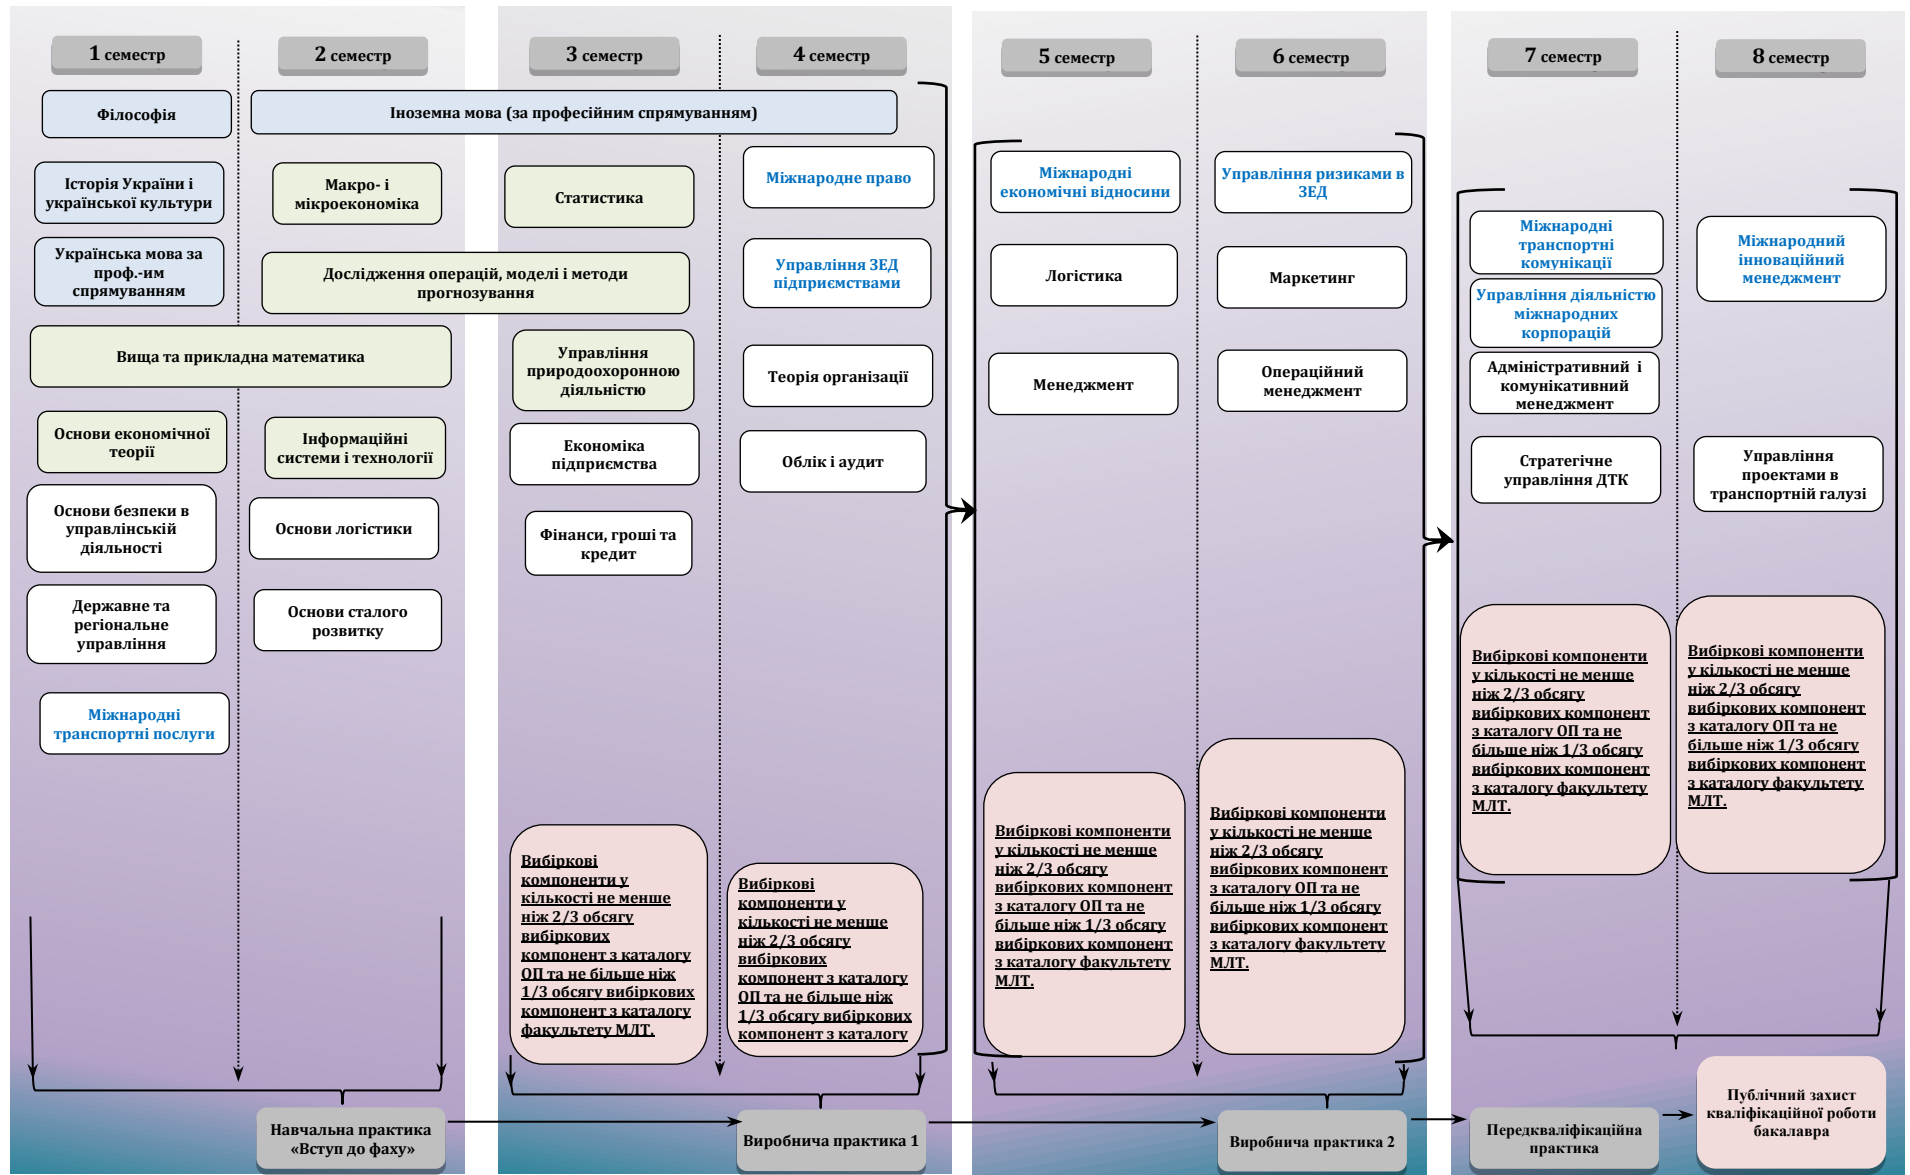 1 семестр
2 семестр
3 семестр
4 семестр
5 семестр
6 семестр
7 семестр
8 семестр
Філософія
Іноземна мова (за професійним спрямуванням)
Історія України і
української культури
Українська мова за
проф.-им
спрямуванням
Вища та прикладна математика
Основи економічної
теорії
Основи безпеки в
управлінській
діяльності
Державне та
регіональне
управління
Міжнародні
транспортні послуги
Макро- і
мікроекономіка
Дослідження операцій, моделі і методи
прогнозування
Інформаційні
системи і технології
Основи логістики
Основи сталого
розвитку
Статистика
Управління
природоохоронною
діяльністю
Економіка
підприємства
Фінанси, гроші та
кредит
Вибіркові
компоненти у
кількості не менше
ніж 2/3 обсягу
вибіркових
компонент з каталогу
ОП та не більше ніж
1/3 обсягу вибіркових
компонент з каталогу
факультету МЛТ.
Міжнародне право
Управління ЗЕД
підприємствами
Теорія організації
Облік і аудит
Вибіркові
компоненти у
кількості не менше
ніж 2/3 обсягу
вибіркових
компонент з каталогу
ОП та не більше ніж
1/3 обсягу вибіркових
компонент з каталогу
Міжнародні
економічні відносини
Логістика
Менеджмент
Вибіркові компоненти
у кількості не менше
ніж 2/3 обсягу
вибіркових компонент
з каталогу ОП та не
більше ніж 1/3 обсягу
вибіркових компонент
з каталогу факультету
МЛТ.
Управління ризиками в
ЗЕД
Маркетинг
Операційний
менеджмент
Вибіркові компоненти
у кількості не менше
ніж 2/3 обсягу
вибіркових компонент
з каталогу ОП та не
більше ніж 1/3 обсягу
вибіркових компонент
з каталогу факультету
МЛТ.
Міжнародні
транспортні
комунікації
Управління діяльністю
міжнародних
корпорацій
Адміністративний і
комунікативний
менеджмент
Стратегічне
управління ДТК
Вибіркові компоненти
у кількості не менше
ніж 2/3 обсягу
вибіркових компонент
з каталогу ОП та не
більше ніж 1/3 обсягу
вибіркових компонент
з каталогу факультету
МЛТ.
Міжнародний
інноваційний
менеджмент
Управління
проектами в
транспортній галузі
Вибіркові компоненти
у кількості не менше
ніж 2/3 обсягу
вибіркових компонент
з каталогу ОП та не
більше ніж 1/3 обсягу
вибіркових компонент
з каталогу факультету
МЛТ.
Навчальна практика
«Вступ до фаху»
Виробнича практика 1
Виробнича практика 2
Передкваліфікаційна
практика
Публічний захист
кваліфікаційної роботи
бакалавра